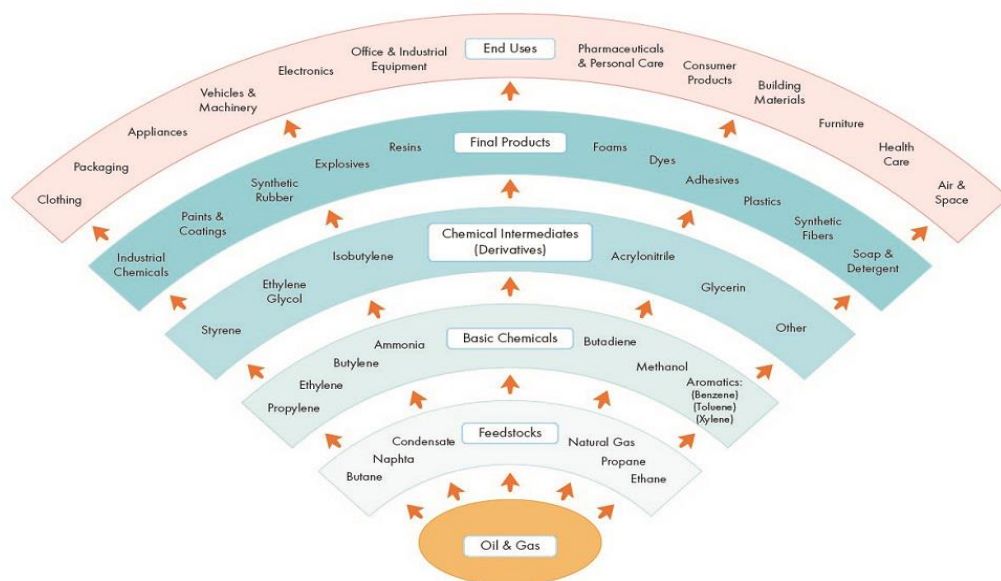 End Uses
Clothing
Packaging
Appliances
Vehicles &
Machinery
Electronics
Office & Industrial
Equipment
Pharmaceuticals
& Personal Care
Consumer
Products
Building
Materials
Furniture
Health
Care
Air &
Space
Final Products
Industrial
Chemicals
Paints &
Coatings
Synthetic
Rubber
Explosives
Resins
Foams
Dyes
Adhesives
Plastics
Synthetic
Fibers
Soap &
Detergent
Chemical Intermediates
(Derivatives)
Styrene
Ethylene
Glycol
Isobutylene
Acrylonitrile
Glycerin
Other
Basic Chemicals
Propylene
Ethylene
Butylene
Ammonia
Butadiene
Methanol
Aromatics:
(Benzene)
(Toluene)
(Xylene)
Feedstocks
Butane
Naphta
Condensate
Natural Gas
Propane
Ethane
Oil & Gas